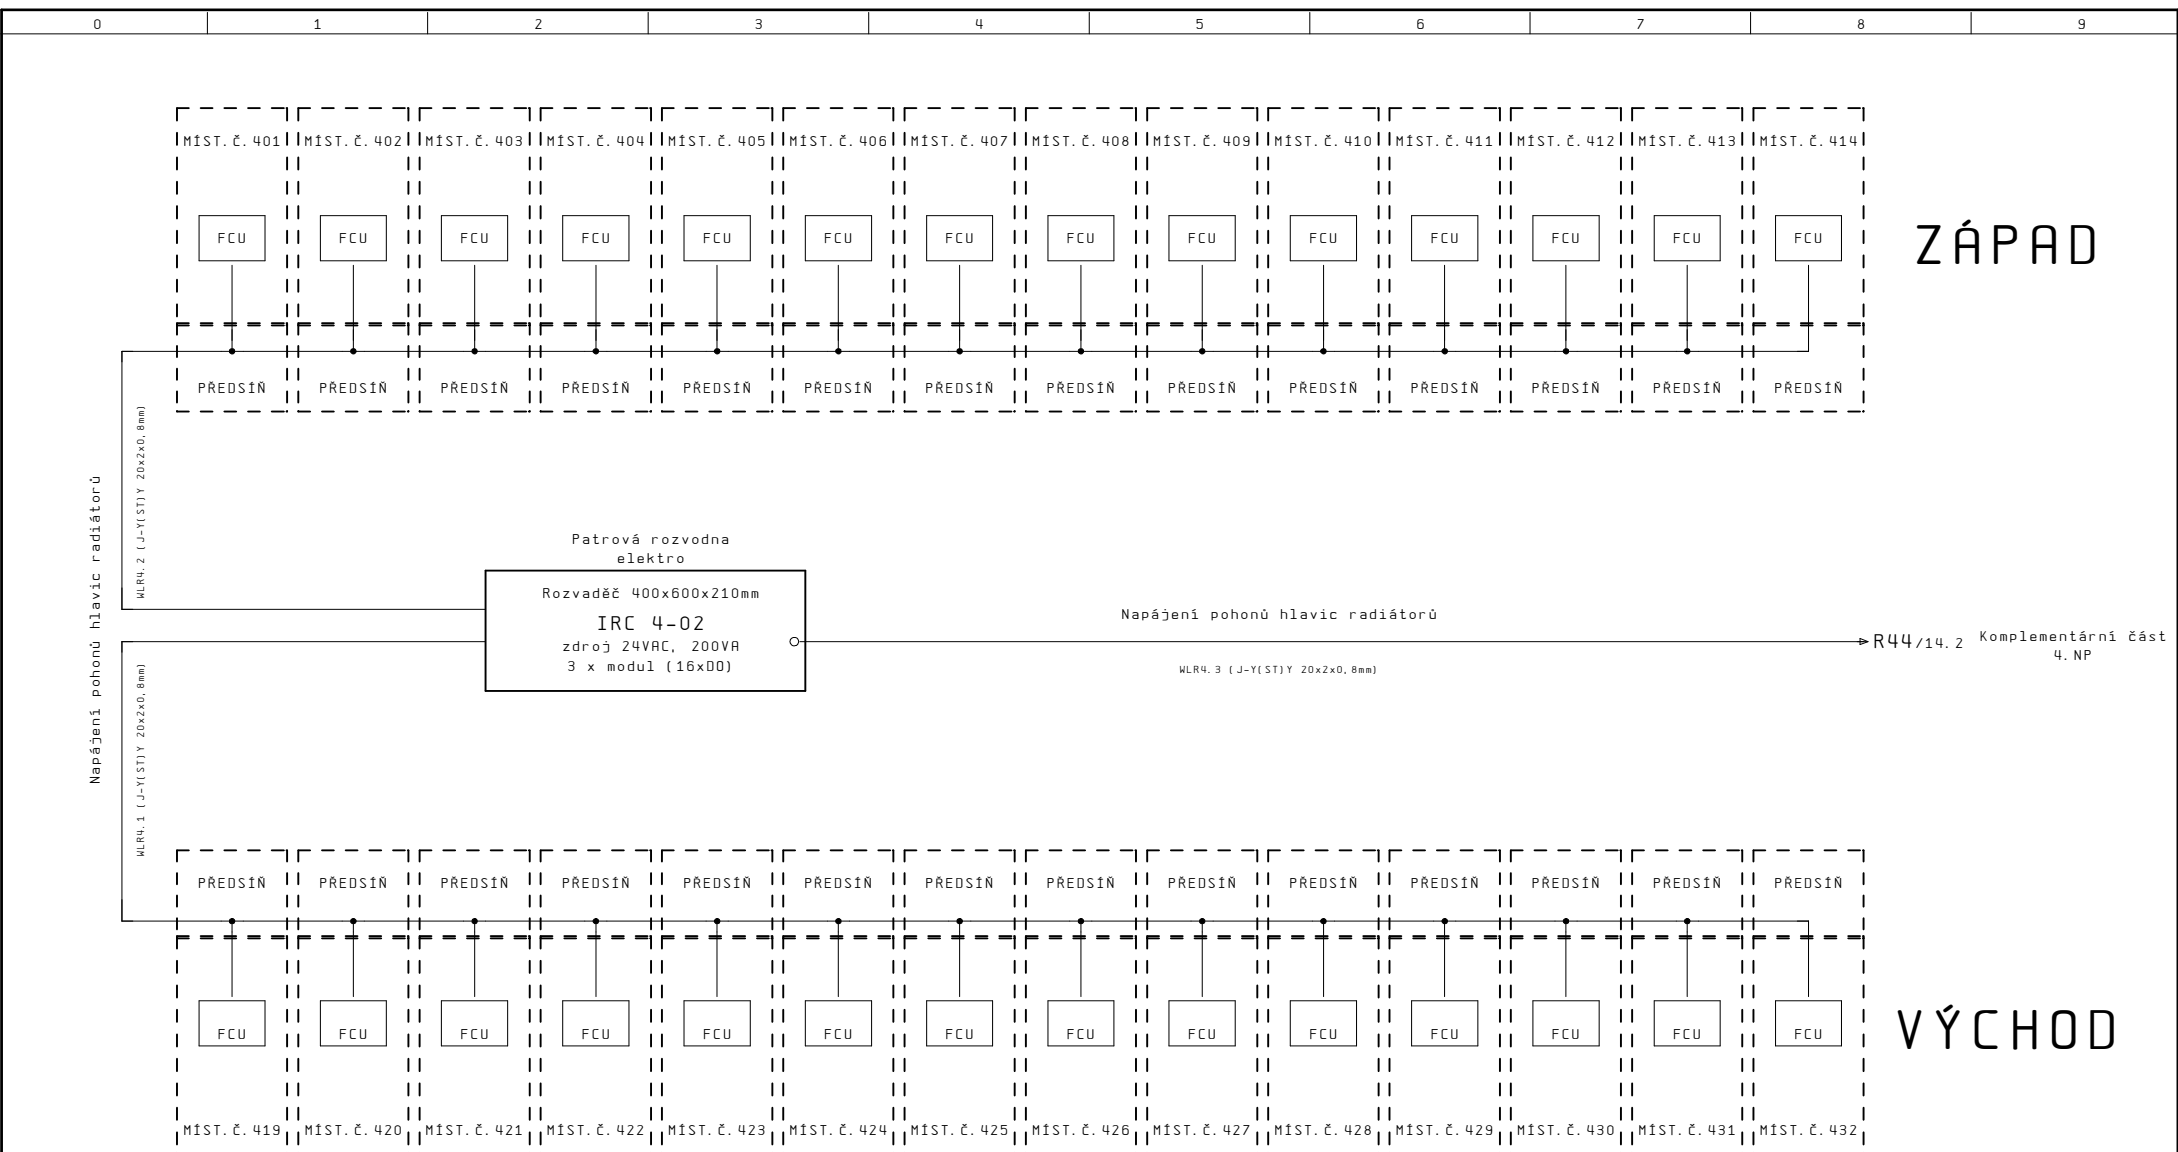 0 1 2 3 4 5 6 7 8 9
MÍST.Č.401 MÍST.Č.402 MÍST.Č.403 MÍST.Č.404 MÍST.Č.405 MÍST.Č.406 MÍST.Č.407 MÍST.Č.408 MÍST.Č.409 MÍST.Č.410 MÍST.Č.411 MÍST.Č.412 MÍST.Č.413 MÍST.Č.414
FCU FCU FCU FCU FCU FCU FCU FCU FCU FCU FCU FCU FCU FCU
ZÁPAD
PŘEDSÍŇ PŘEDSÍŇ PŘEDSÍŇ PŘEDSÍŇ PŘEDSÍŇ PŘEDSÍŇ PŘEDSÍŇ PŘEDSÍŇ PŘEDSÍŇ PŘEDSÍŇ PŘEDSÍŇ PŘEDSÍŇ PŘEDSÍŇ PŘEDSÍŇ
Napájení pohonů hlavic radiátorů
WLR4.2 (J-Y(ST)Y 20x2x0,8mm)
WLR4.1 (J-Y(ST)Y 20x2x0,8mm)
Patrová rozvodna
elektro
Rozvaděč 400x600x210mm
IRC 4-02
zdroj 24VAC, 200VA
3 x modul (16xDO)
Napájení pohonů hlavic radiátorů
WLR4.3 (J-Y(ST)Y 20x2x0,8mm)
R44/14.2
Komplementární část
4.NP
PŘEDSÍŇ PŘEDSÍŇ PŘEDSÍŇ PŘEDSÍŇ PŘEDSÍŇ PŘEDSÍŇ PŘEDSÍŇ PŘEDSÍŇ PŘEDSÍŇ PŘEDSÍŇ PŘEDSÍŇ PŘEDSÍŇ PŘEDSÍŇ PŘEDSÍŇ
FCU FCU FCU FCU FCU FCU FCU FCU FCU FCU FCU FCU FCU FCU
VÝCHOD
MÍST.Č.419 MÍST.Č.420 MÍST.Č.421 MÍST.Č.422 MÍST.Č.423 MÍST.Č.424 MÍST.Č.425 MÍST.Č.426 MÍST.Č.427 MÍST.Č.428 MÍST.Č.429 MÍST.Č.430 MÍST.Č.431 MÍST.Č.432